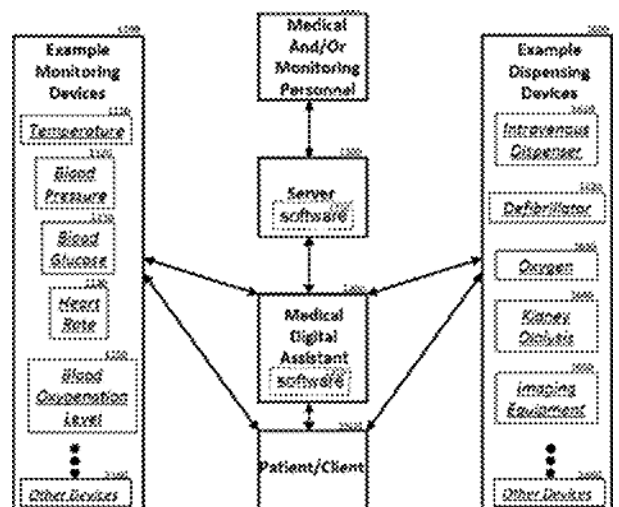 Example
Monitoring
Devices
Temperature
Blood
Pressure
Blood
Glucose
Heart
Rate
Blood
Oxygenation
Level
Other Devices
Medical
And/Or
Monitoring
Personnel
Server
software
Medical
Digital
Assistant
software
Patient/Client
Example
Dispensing
Devices
Intravenous
Dispenser
Defibrillator
Oxygen
Kidney
Dialysis
Imaging
Equipment
Other Devices